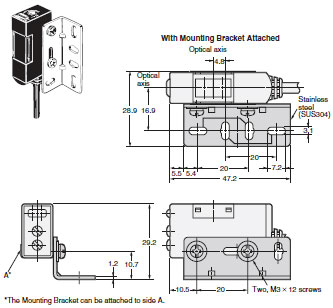 With Mounting Bracket Attached
Optical axis
4.8
Optical
axis
Stainless
steel
(SUS304)
28.9
16.9
3.1
20
5.5
5.4
20
7.2
47.2
29.2
1.2
10.7
A*
10.5
20
Two, M3 × 12 screws
*The Mounting Bracket can be attached to side A.